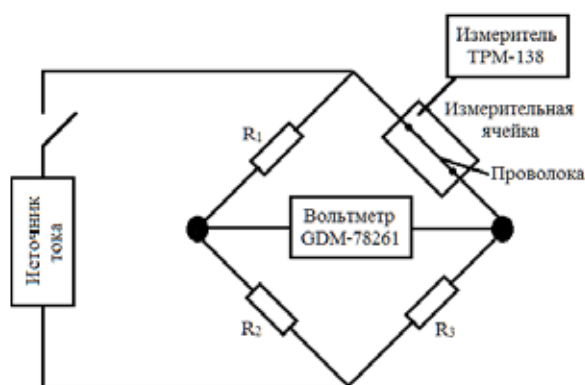 Измеритель
ТРМ-138
Измерительная
ячейка
R₁
Проволока
Источник
тока
Вольтметр
GDM-78261
R₂
R₃